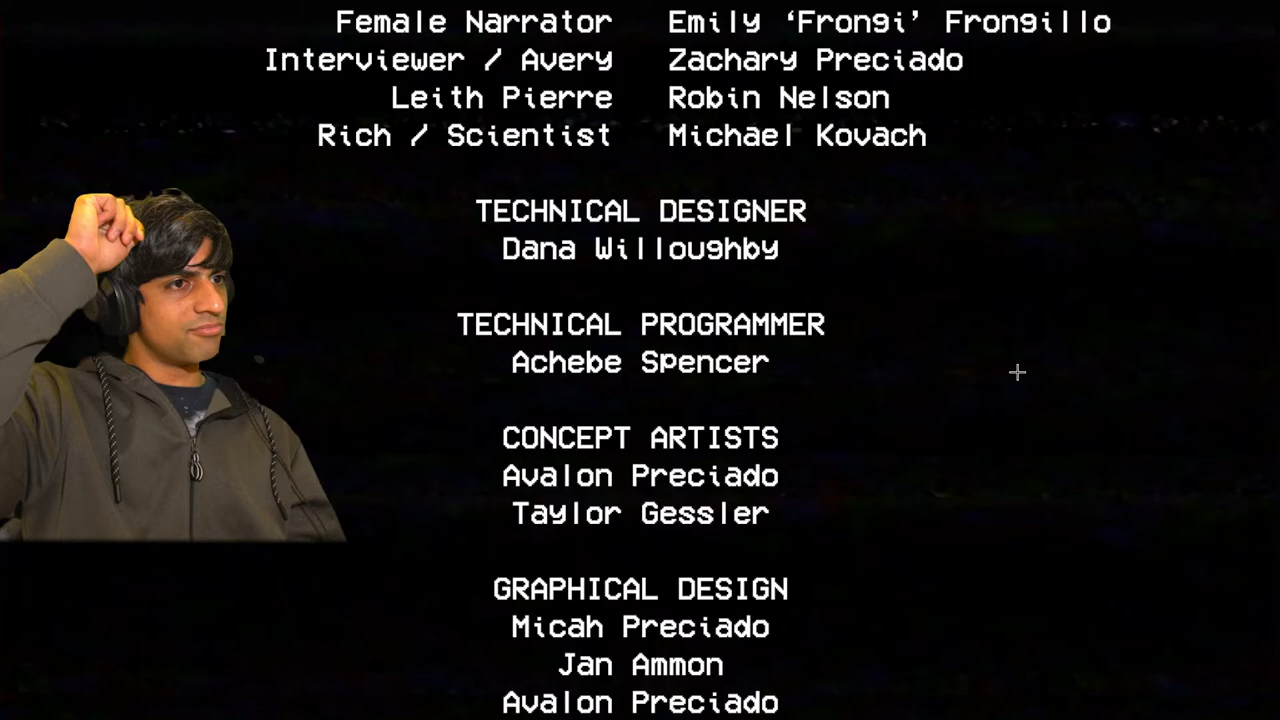 Female Narrator Emily ‘Frongi’ Frongillo
Interviewer / Avery Zachary Preciado
Leith Pierre Robin Nelson
Rich / Scientist Michael Kovach
TECHNICAL DESIGNER
Dana Willoughby
TECHNICAL PROGRAMMER
Achebe Spencer
CONCEPT ARTISTS
Avalon Preciado
Taylor Gessler
GRAPHICAL DESIGN
Micah Preciado
Jan Ammon
Avalon Preciado